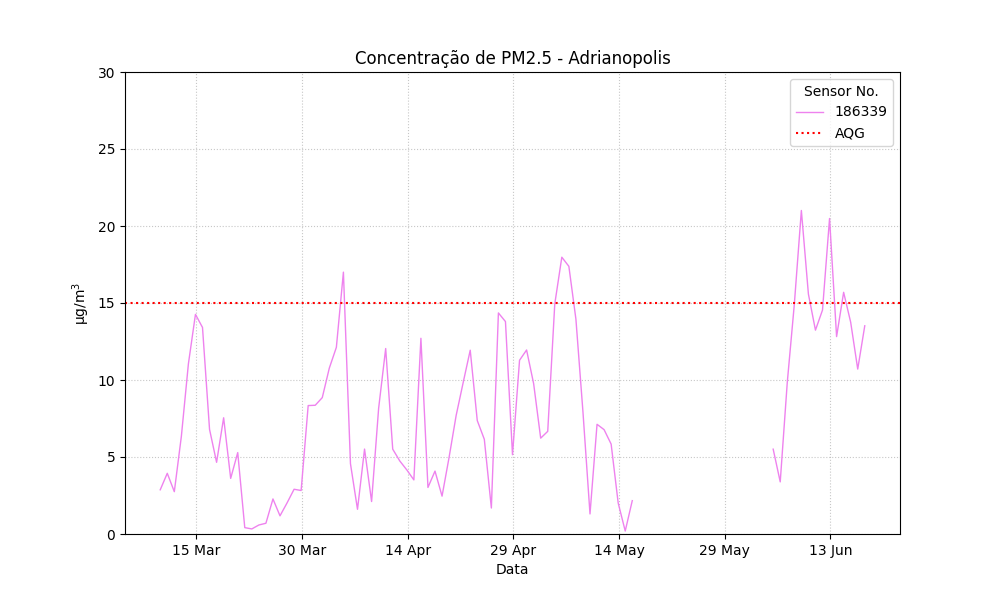 Concentração de PM2.5 - Adrianopolis
Sensor No.
186339
AQG
µg/m³
30
25
20
15
10
5
0
15 Mar
30 Mar
14 Apr
29 Apr
14 May
29 May
13 Jun
Data